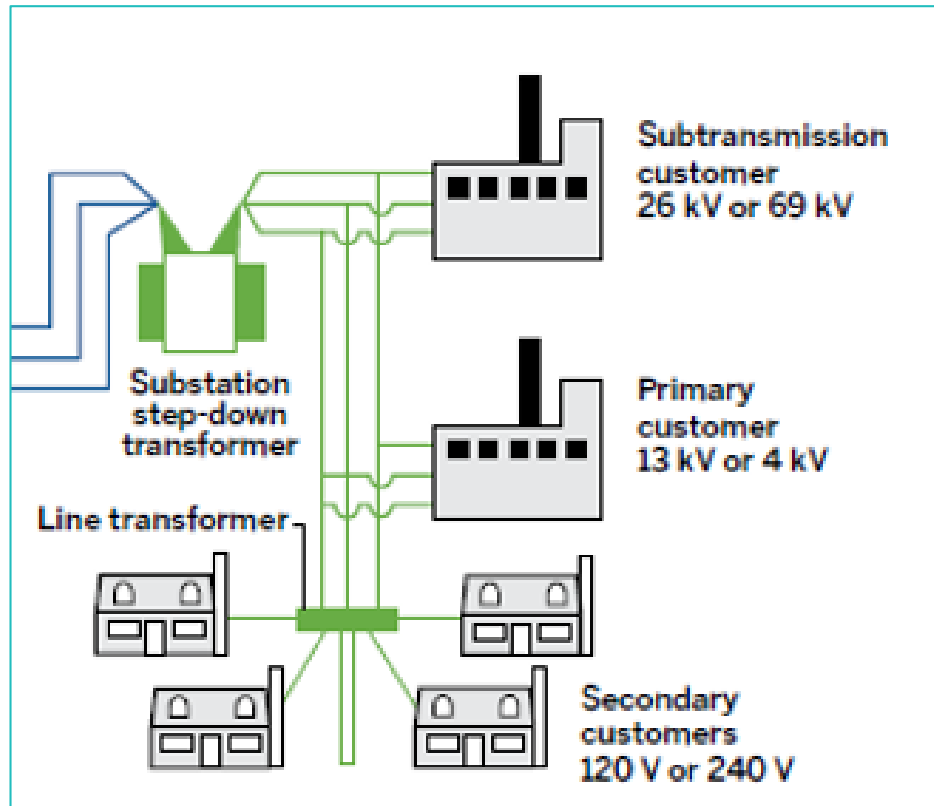 Subtransmission
customer
26 kV or 69 kV
Substation
step-down
transformer
Primary
customer
13 kV or 4 kV
Line transformer
Secondary
customers
120 V or 240 V